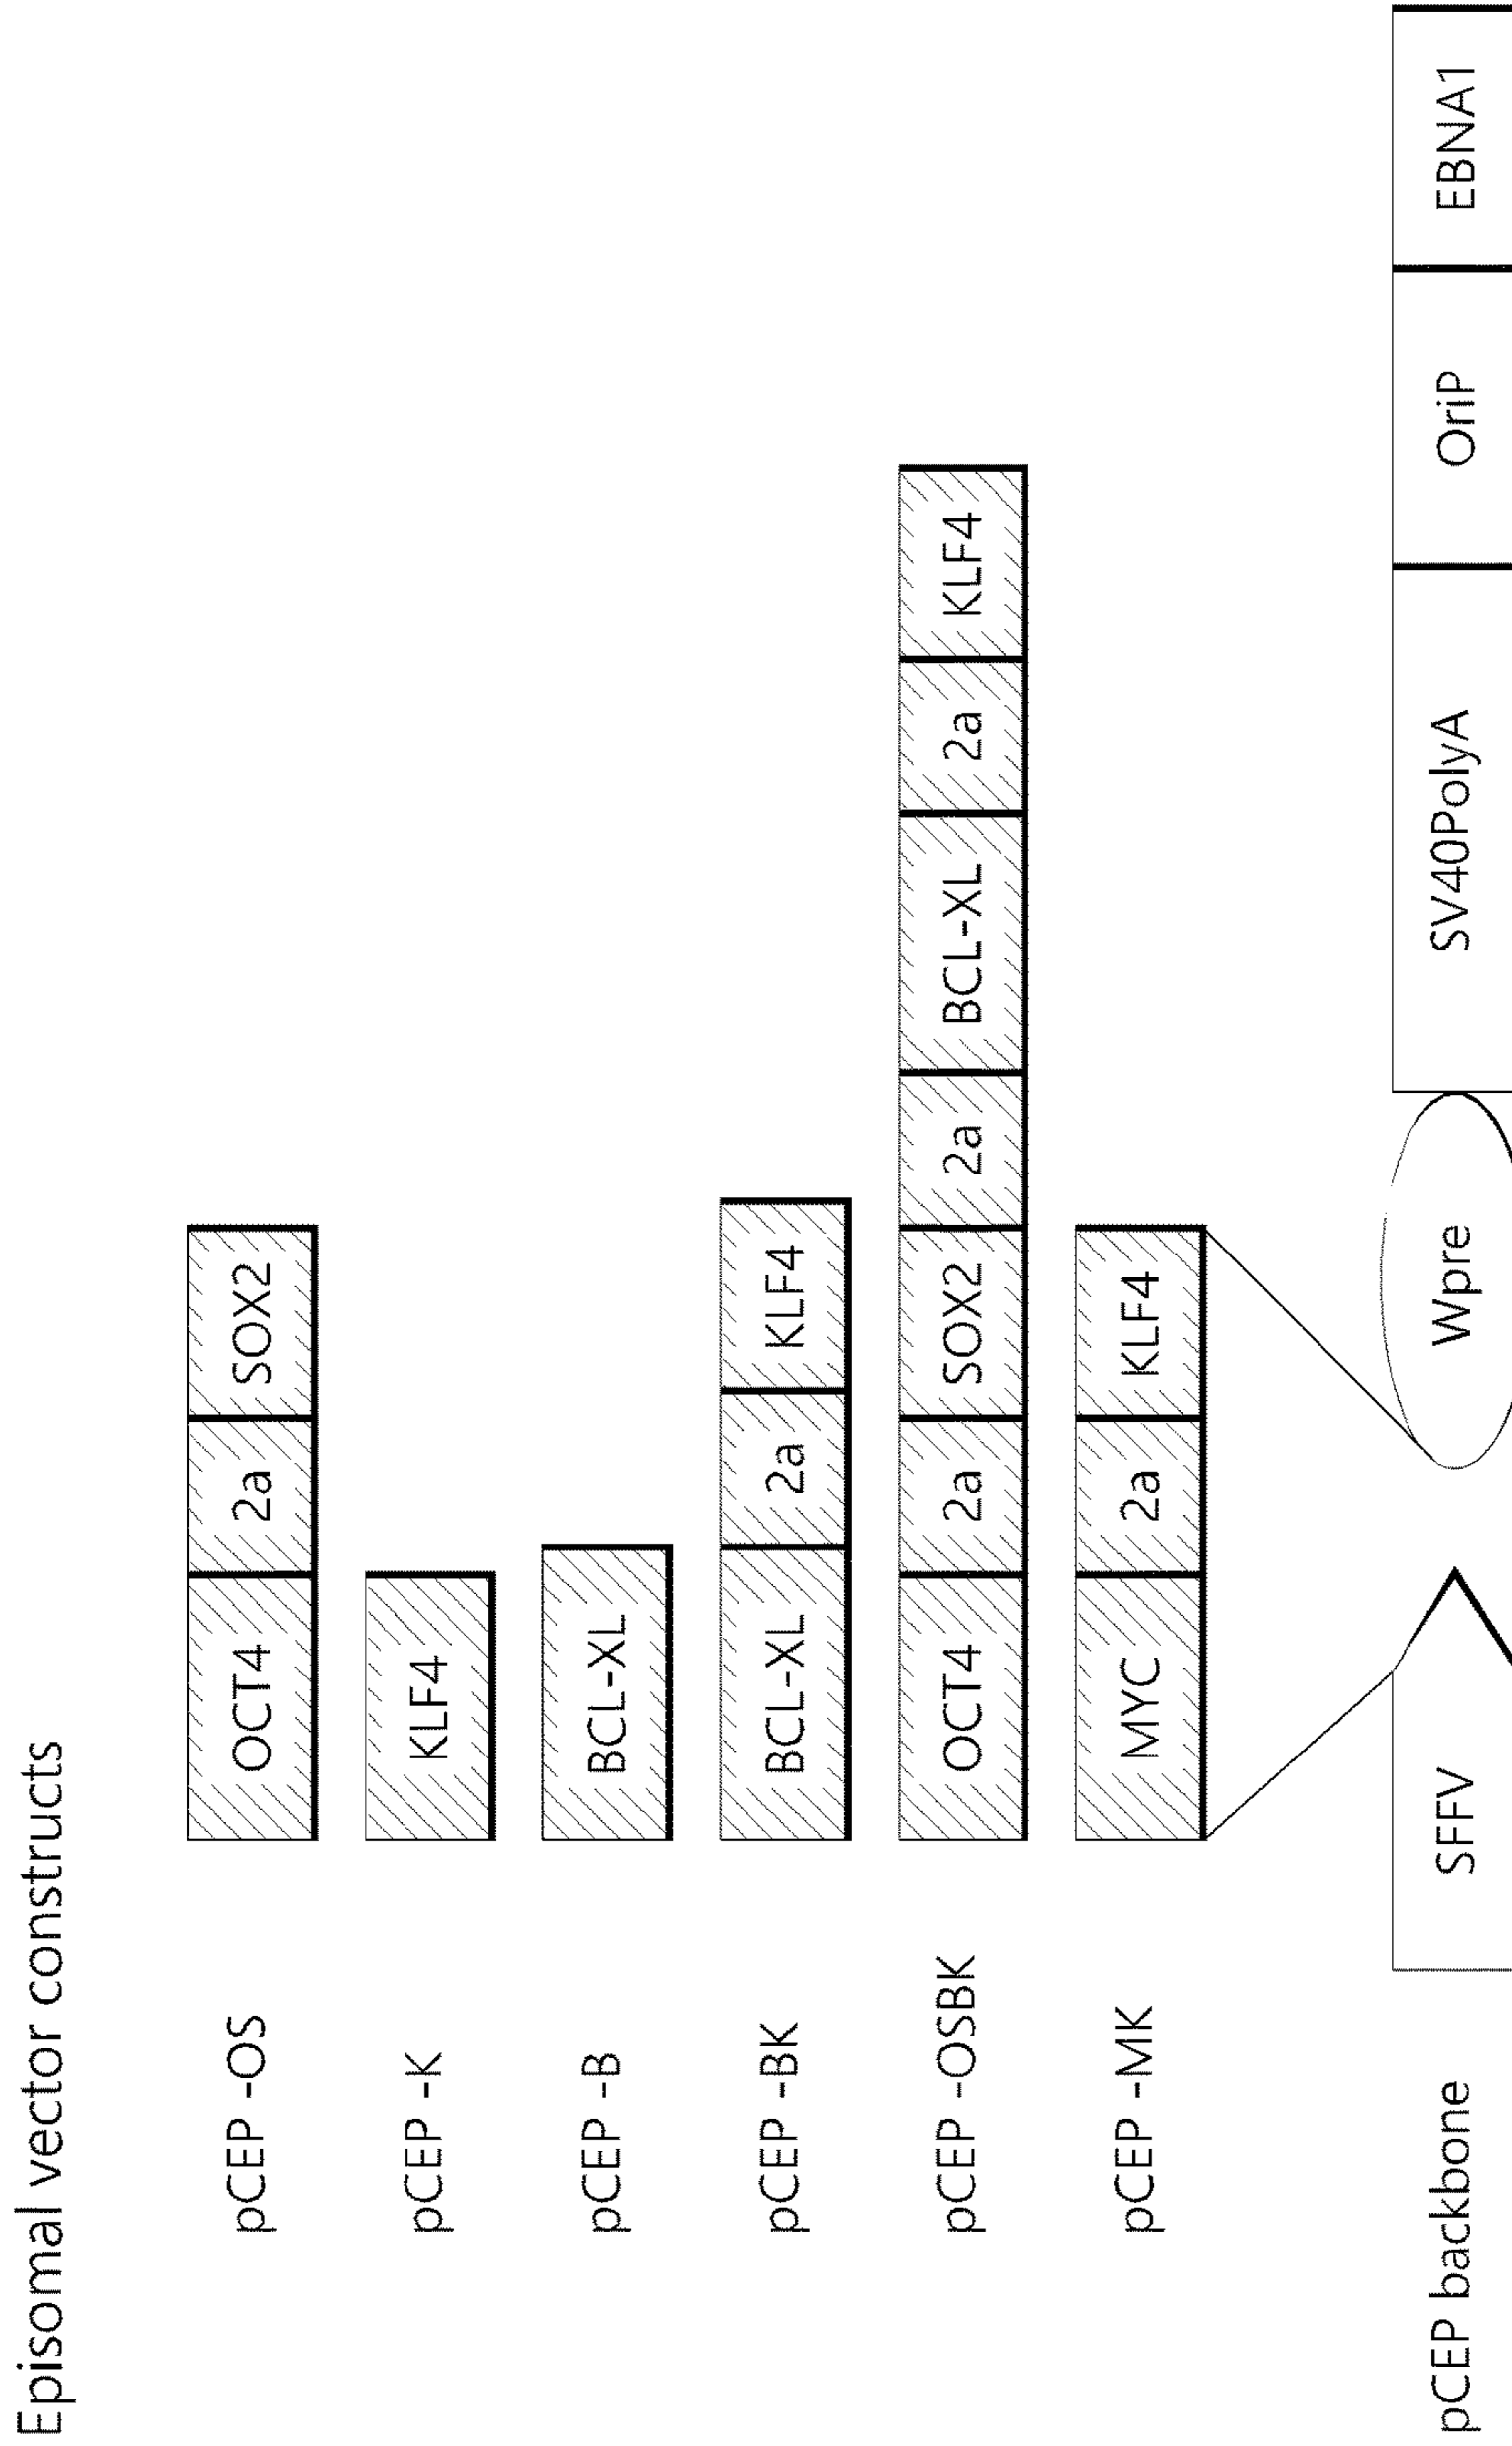 Episomal vector constructs
pCEP -OS OCT4 2a SOX2
pCEP -K KLF4
pCEP -B BCL-XL
pCEP -BK BCL-XL 2a KLF4
pCEP -OSBK OCT4 2a SOX2 2a BCL-XL 2a KLF4
pCEP -MK MYC 2a KLF4
pCEP backbone SFFV Wpre SV40PolyA OriP EBNA1